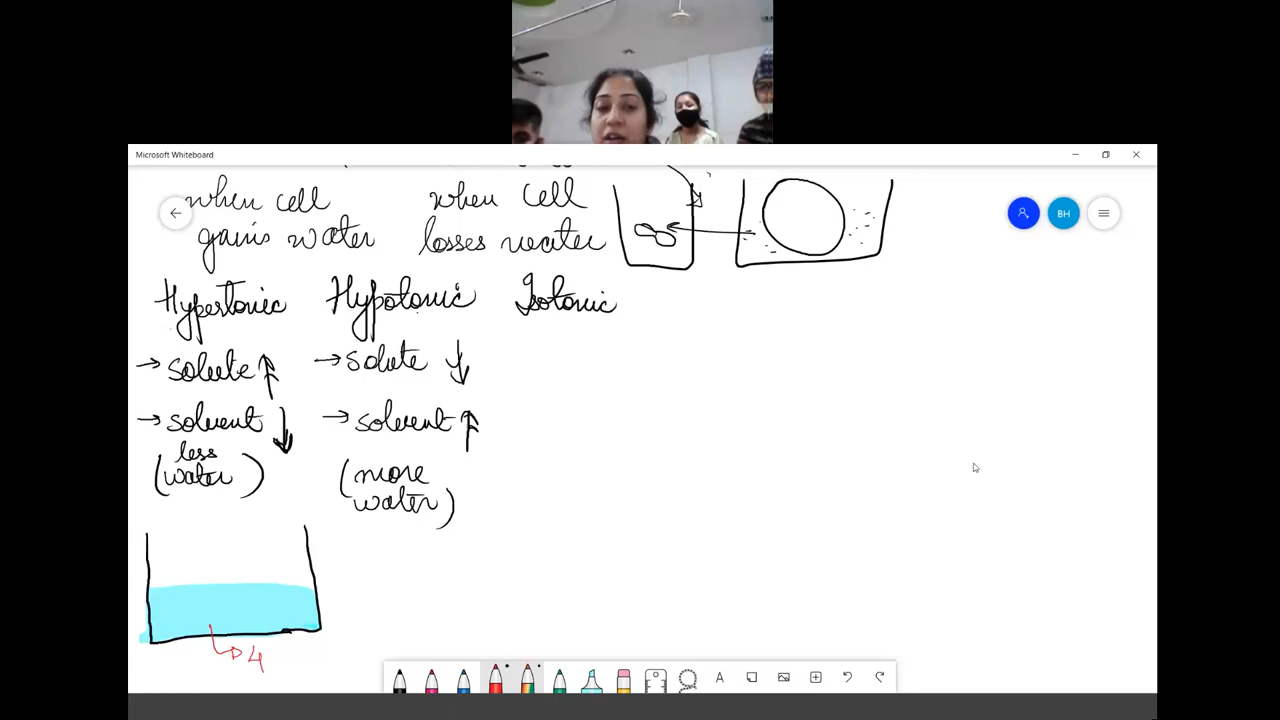 Microsoft Whiteboard
when cell
gains water
when cell
losses water
BH
Hypertonic Hypotonic Isotonic
→ solute ↑ → solute ↓
→ solvent ↓ → solvent ↑
(less water)
(more water)
4
A